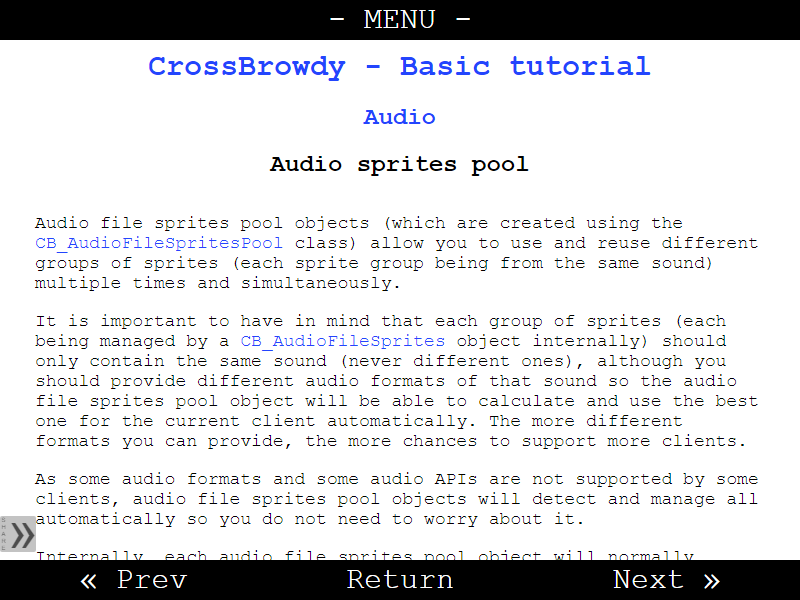 - MENU -
CrossBrowdy - Basic tutorial
Audio
Audio sprites pool
Audio file sprites pool objects (which are created using the
CB_AudioFileSpritesPool class) allow you to use and reuse different
groups of sprites (each sprite group being from the same sound)
multiple times and simultaneously.
It is important to have in mind that each group of sprites (each
being managed by a CB_AudioFileSprites object internally) should
only contain the same sound (never different ones), although you
should provide different audio formats of that sound so the audio
file sprites pool object will be able to calculate and use the best
one for the current client automatically. The more different
formats you can provide, the more chances to support more clients.
As some audio formats and some audio APIs are not supported by some
clients, audio file sprites pool objects will detect and manage all
automatically so you do not need to worry about it.
SHARE »
Internally, each audio file sprites pool object will normally
« Prev Return Next »